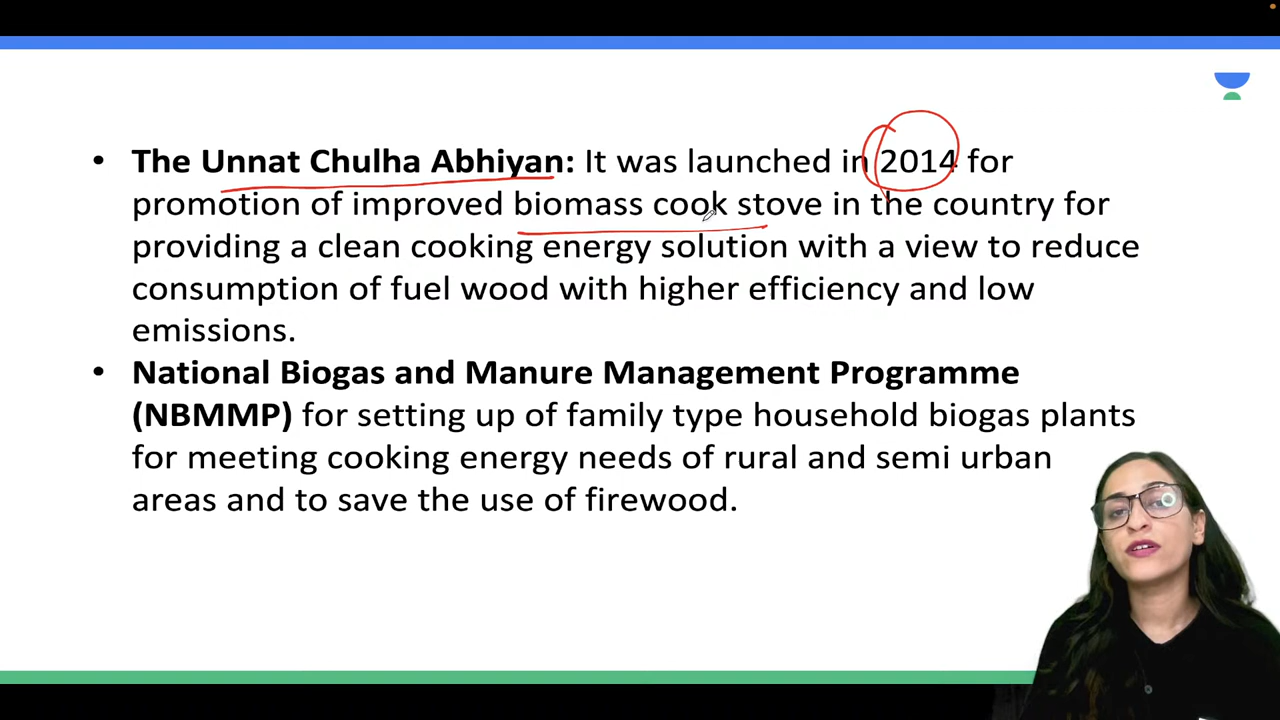 • The Unnat Chulha Abhiyan: It was launched in 2014 for
promotion of improved biomass cook stove in the country for
providing a clean cooking energy solution with a view to reduce
consumption of fuel wood with higher efficiency and low
emissions.
• National Biogas and Manure Management Programme
(NBMMP) for setting up of family type household biogas plants
for meeting cooking energy needs of rural and semi urban
areas and to save the use of firewood.